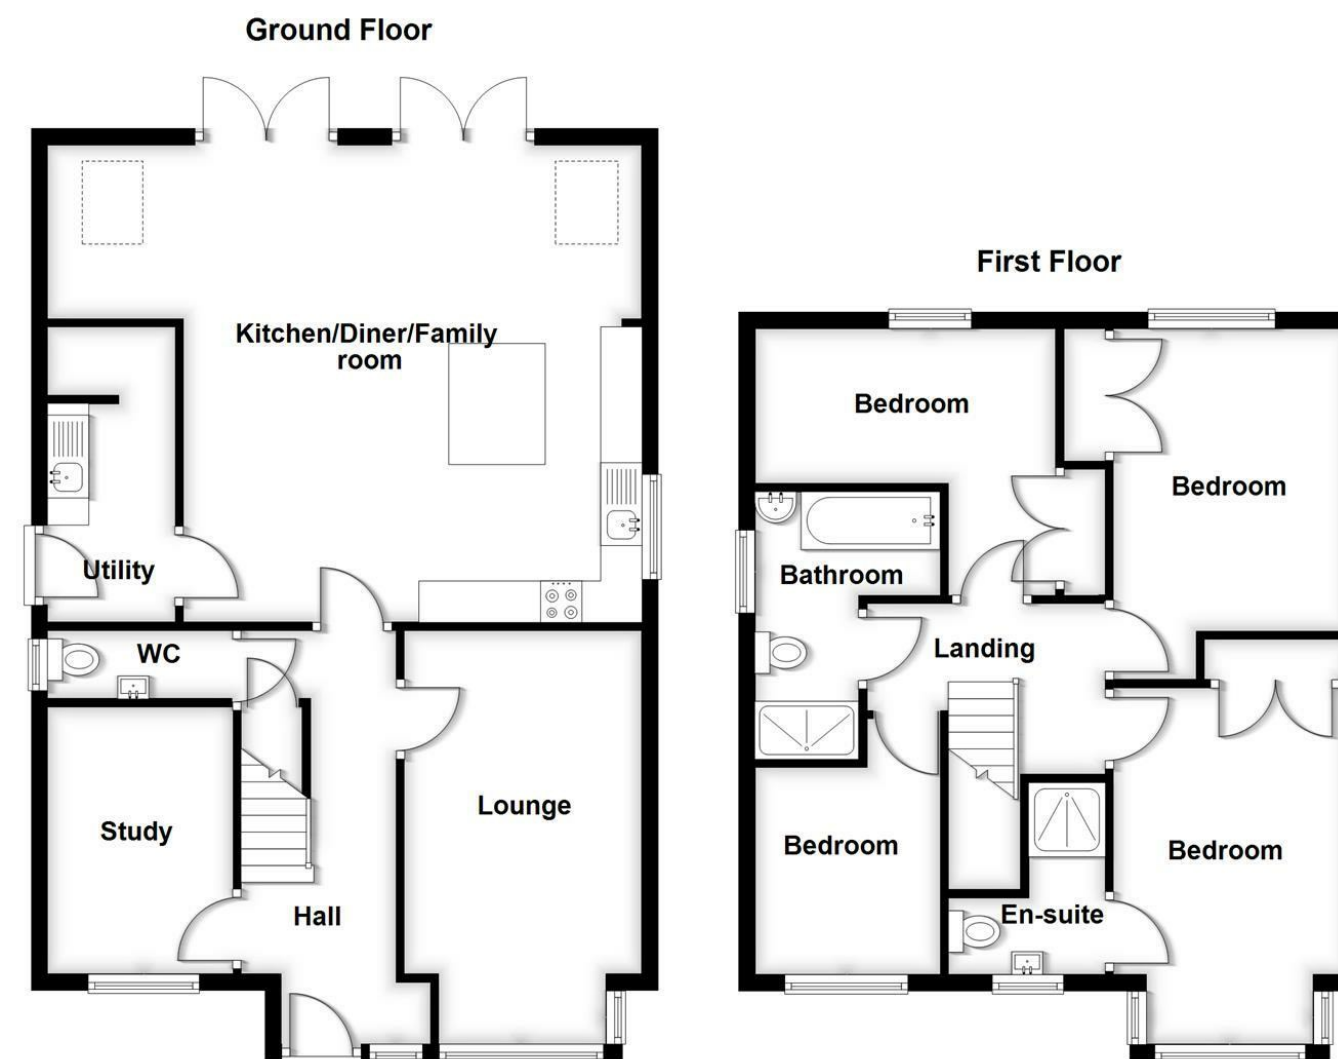 Ground Floor
Kitchen/Diner/Family
room
Utility
WC
Study
Lounge
Hall
First Floor
Bedroom
Bedroom
Bathroom
Landing
Bedroom
Bedroom
En-suite